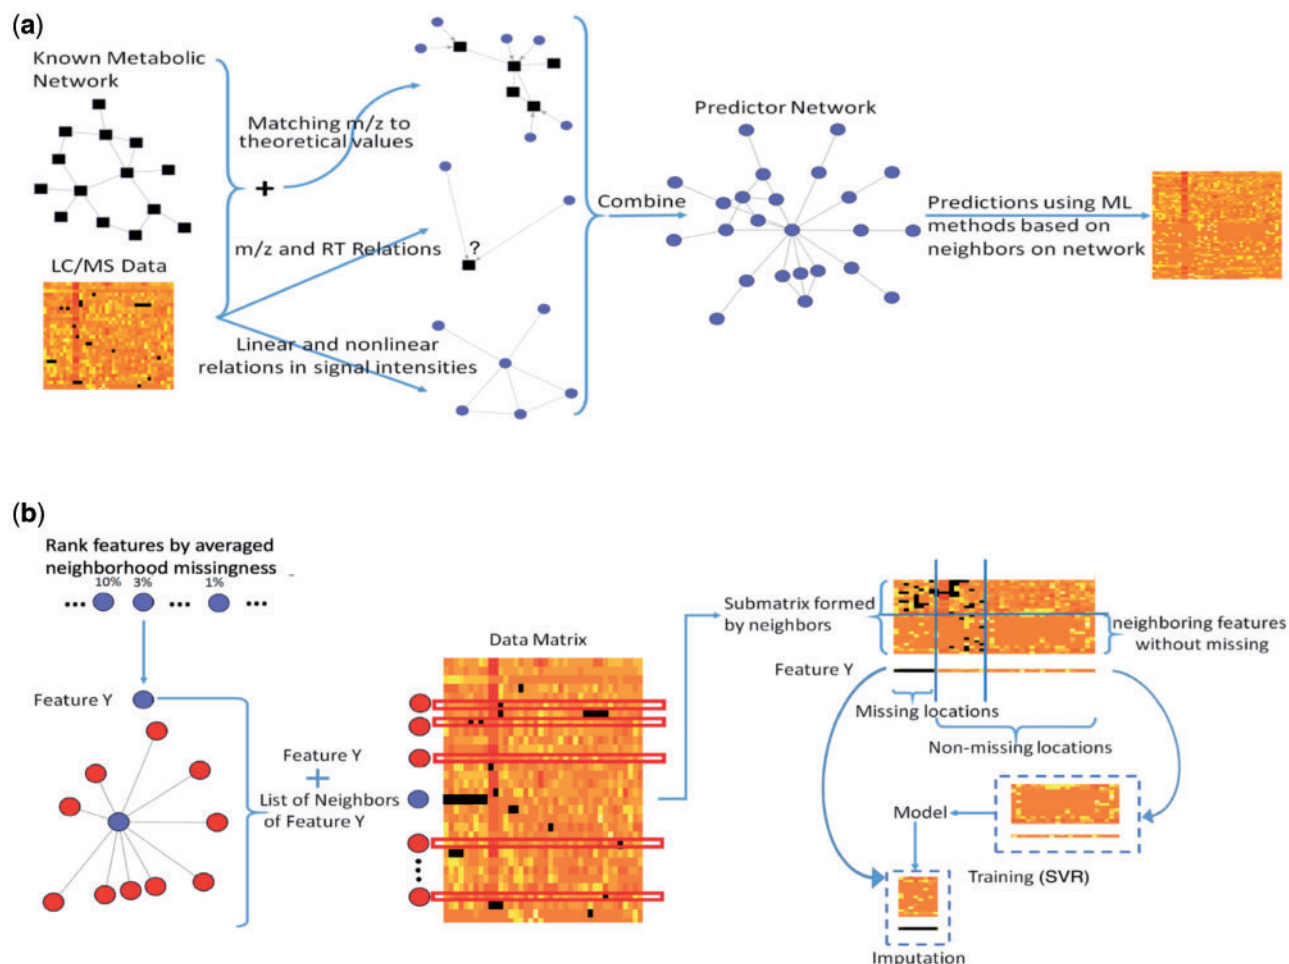 (a)
Known Metabolic
Network
LC/MS Data
+
Matching m/z to
theoretical values
m/z and RT Relations
?
Linear and nonlinear
relations in signal intensities
Combine
Predictor Network
Predictions using ML
methods based on
neighbors on network
(b)
Rank features by averaged
neighborhood missingness
10% 3% 1%
... ... ...
Feature Y
Feature Y
+
List of Neighbors
of Feature Y
Data Matrix
Submatrix formed
by neighbors
Feature Y
neighboring features
without missing
Missing locations
Non-missing locations
Model
Training (SVR)
Imputation